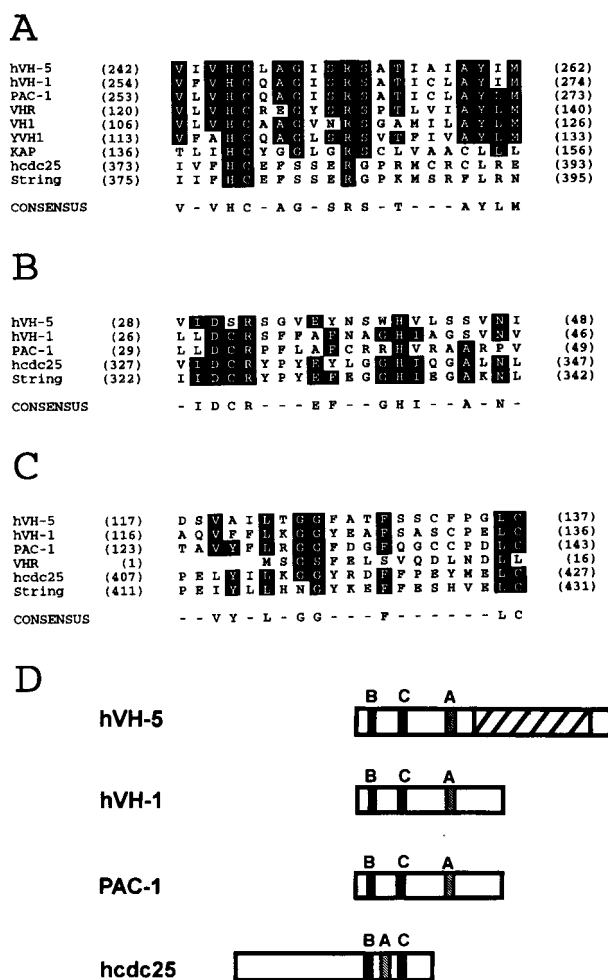 A
hVH-5 (242) V I V H C L A G I S R S A T I A I A Y I M (262)
hVH-1 (254) V F V H C Q A G I S R S A T I C L A Y L M (274)
PAC-1 (253) V L V H C Q A G I S R S A T I C L A Y L M (273)
VHR (120) V L V H C R E G Y S R S P T L V I A Y L M (140)
VH1 (106) V L V H C A A G V N R S G A M I L A Y L M (126)
YVH1 (113) V F A H C Q A G L S R S V T F I V A Y L M (133)
KAP (136) T L I H C Y G G L G R S C L V A A C L L L (156)
hcdc25 (373) I V F H C E F S S E R G P R M C R C L R E (393)
String (375) I I F H C E F S S E R G P K M S R F L R N (395)
CONSENSUS V - V H C - A G - S R S - T - - - A Y L M
B
hVH-5 (28) V I D S R S G V E Y N S W H V L S S V N I (48)
hVH-1 (26) L L D C R S F F A F N A G H I A G S V N V (46)
PAC-1 (29) L L D C R P F L A F C R R H V R A A R P V (49)
hcdc25 (327) V I D C R Y P Y E Y L G G H I Q G A L N L (347)
String (322) I I D C R Y P Y E F E G G H I E G A K N L (342)
CONSENSUS - I D C R - - - E F - - G H I - - A - N -
C
hVH-5 (117) D S V A I L T G G F A T F S S C F P G L C (137)
hVH-1 (116) A Q V F F L K G G Y E A F S A S C P E L C (136)
PAC-1 (123) T A V Y F L R G G F D G F Q G C C P D L C (143)
VHR (1) M S G S F E L S V Q D L N D L L (16)
hcdc25 (407) P E L Y I L K G G Y R D F F P E Y M E L C (427)
String (411) P E I Y L L H N G Y K E F F E S H V E L C (431)
CONSENSUS - - V Y - L - G G - - - F - - - - - - L C
D
B C A
hVH-5
B C A
hVH-1
B C A
PAC-1
B A C
hcdc25